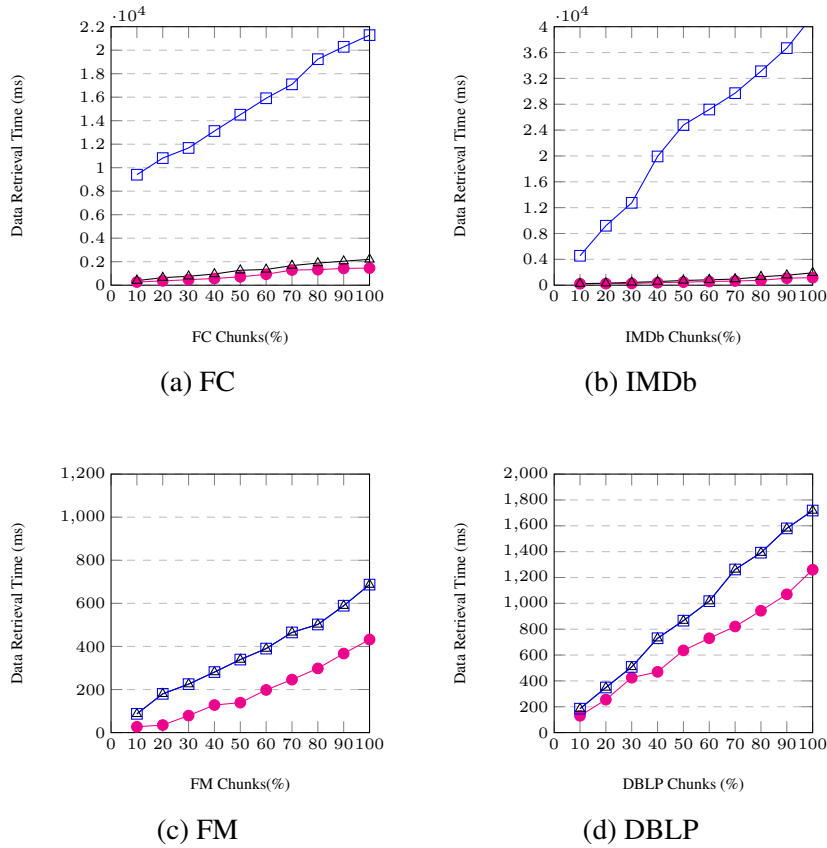 ·10^4
2.2
2
1.8
1.6
1.4
1.2
1
0.8
0.6
0.4
0.2
0
0 10 20 30 40 50 60 70 80 90 100
Data Retrieval Time (ms)
FC Chunks(%)
(a) FC
·10^4
4
3.6
3.2
2.8
2.4
2
1.6
1.2
0.8
0.4
0
0 10 20 30 40 50 60 70 80 90 100
Data Retrieval Time (ms)
IMDb Chunks(%)
(b) IMDb
1,200
1,000
800
600
400
200
0
0 10 20 30 40 50 60 70 80 90 100
Data Retrieval Time (ms)
FM Chunks(%)
(c) FM
2,000
1,800
1,600
1,400
1,200
1,000
800
600
400
200
0
0 10 20 30 40 50 60 70 80 90 100
Data Retrieval Time (ms)
DBLP Chunks (%)
(d) DBLP